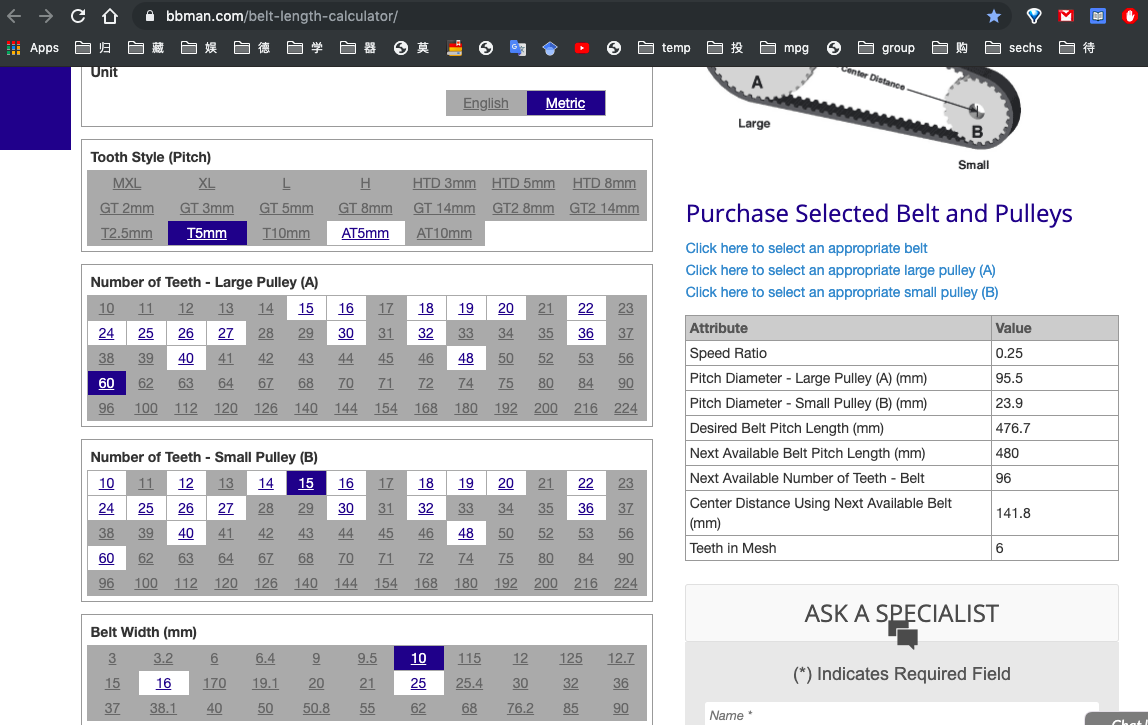 bbman.com/belt-length-calculator/
Apps 归 藏 娱 德 学 器 莫 temp 投 mpg group 购 sechs 待
Unit
English Metric
Tooth Style (Pitch)
MXL XL L H HTD 3mm HTD 5mm HTD 8mm
GT 2mm GT 3mm GT 5mm GT 8mm GT 14mm GT2 8mm GT2 14mm
T2.5mm T5mm T10mm AT5mm AT10mm
Number of Teeth - Large Pulley (A)
10 11 12 13 14 15 16 17 18 19 20 21 22 23
24 25 26 27 28 29 30 31 32 33 34 35 36 37
38 39 40 41 42 43 44 45 46 48 50 52 53 56
60 62 63 64 67 68 70 71 72 74 75 80 84 90
96 100 112 120 126 140 144 154 168 180 192 200 216 224
Number of Teeth - Small Pulley (B)
10 11 12 13 14 15 16 17 18 19 20 21 22 23
24 25 26 27 28 29 30 31 32 33 34 35 36 37
38 39 40 41 42 43 44 45 46 48 50 52 53 56
60 62 63 64 67 68 70 71 72 74 75 80 84 90
96 100 112 120 126 140 144 154 168 180 192 200 216 224
Belt Width (mm)
3 3.2 6 6.4 9 9.5 10 115 12 125 12.7
15 16 170 19.1 20 21 25 25.4 30 32 36
37 38.1 40 50 50.8 55 62 68 76.2 85 90
Center Distance
A
B
Large
Small
Purchase Selected Belt and Pulleys
Click here to select an appropriate belt
Click here to select an appropriate large pulley (A)
Click here to select an appropriate small pulley (B)
Attribute Value
Speed Ratio 0.25
Pitch Diameter - Large Pulley (A) (mm) 95.5
Pitch Diameter - Small Pulley (B) (mm) 23.9
Desired Belt Pitch Length (mm) 476.7
Next Available Belt Pitch Length (mm) 480
Next Available Number of Teeth - Belt 96
Center Distance Using Next Available Belt
(mm) 141.8
Teeth in Mesh 6
ASK A SPECIALIST
(*) Indicates Required Field
Name *